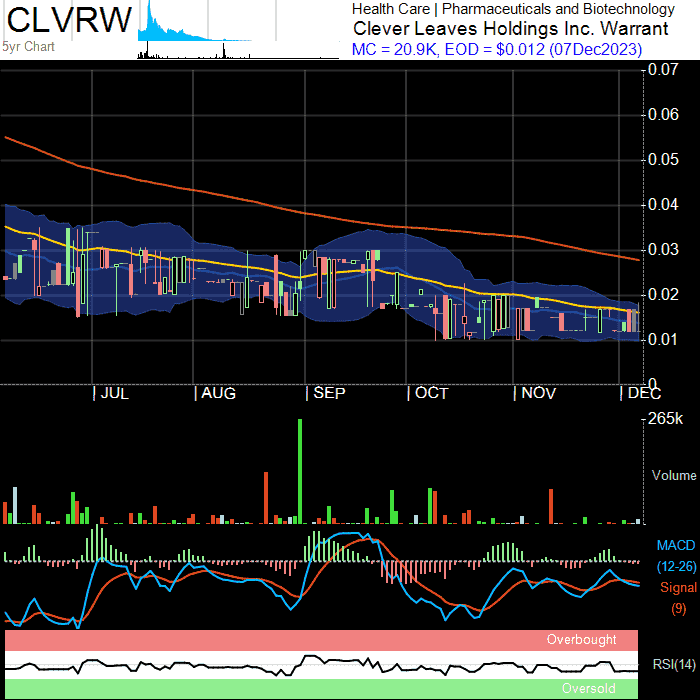 CLVRW
5yr Chart
Health Care | Pharmaceuticals and Biotechnology
Clever Leaves Holdings Inc. Warrant
MC = 20.9K, EOD = $0.012 (07Dec2023)
0.07
0.06
0.05
0.04
0.03
0.02
0.01
0
JUL AUG SEP OCT NOV DEC
265k
Volume
MACD
(12-26)
Signal
(9)
Overbought
RSI(14)
Oversold